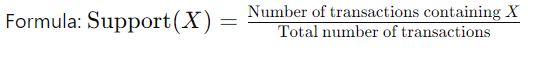 Formula: Support(X) = Number of transactions containing X / Total number of transactions